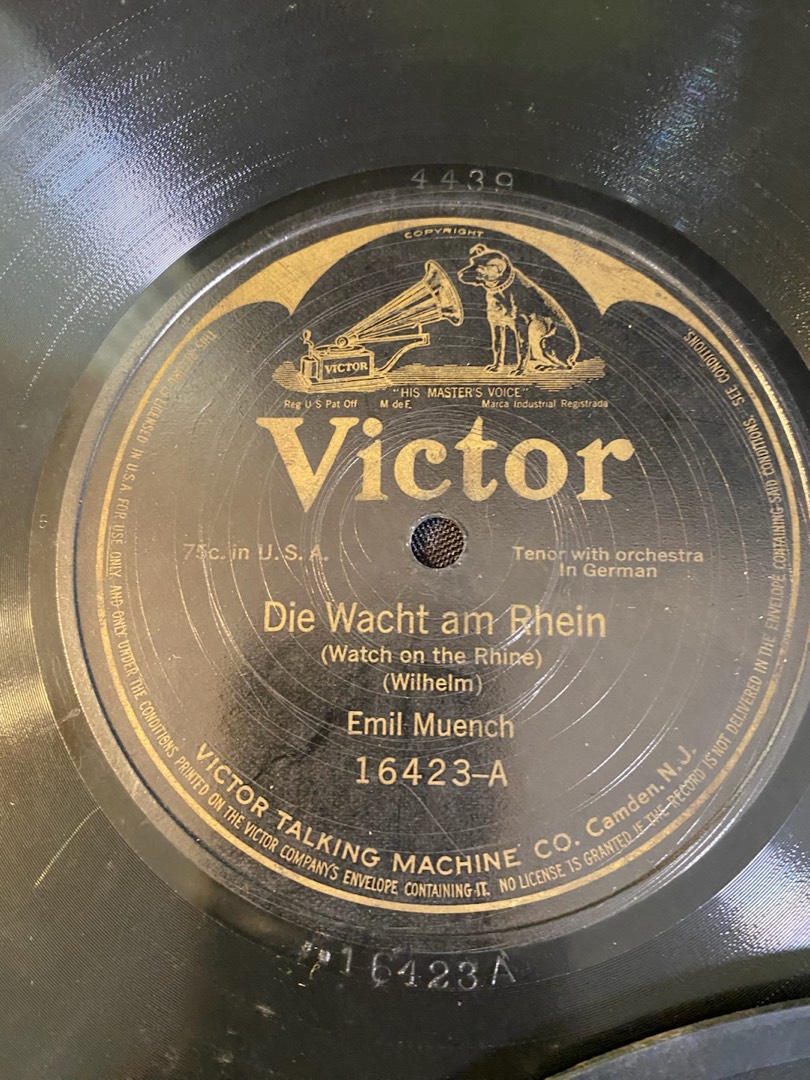 4439
COPYRIGHT
VICTOR
"HIS MASTER'S VOICE"
Reg U S Pat Off M de F. Marca Industrial Registrada
Victor
75c. in U. S. A.
Tenor with orchestra
In German
Die Wacht am Rhein
(Watch on the Rhine)
(Wilhelm)
Emil Muench
16423–A
VICTOR TALKING MACHINE CO. Camden, N.J.
LICENSED IN U.S.A. FOR USE ONLY AND ONLY UNDER THE CONDITIONS PRINTED ON THE VICTOR COMPANY'S ENVELOPE CONTAINING IT. NO LICENSE IS GRANTED IF THE RECORD IS NOT DELIVERED IN THE ENVELOPE CONTAINING SAID CONDITIONS. SEE CONDITIONS.
16423A